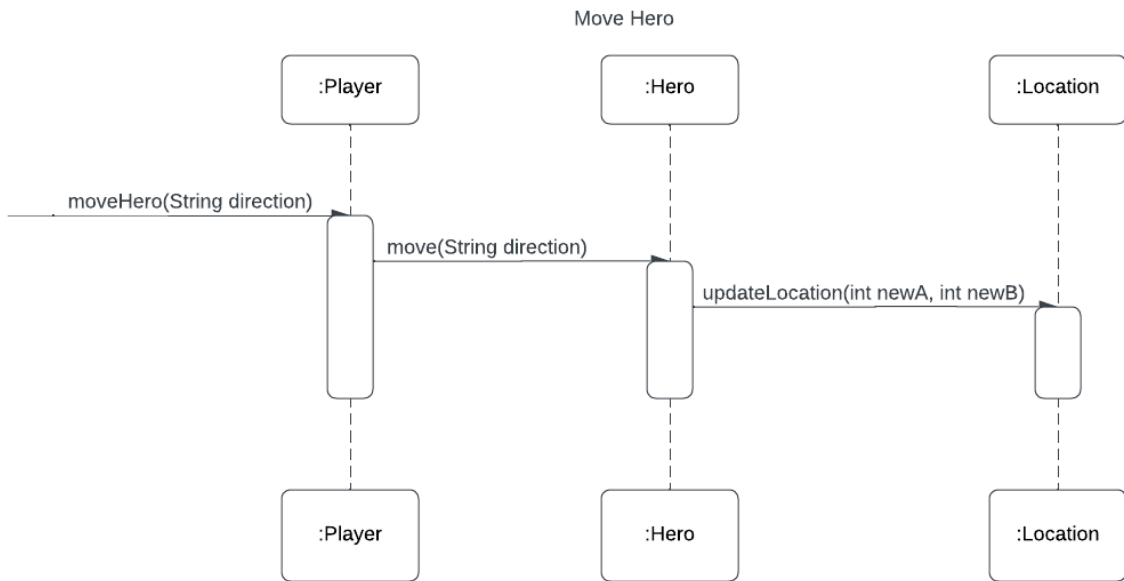 Move Hero
:Player
:Hero
:Location
moveHero(String direction)
move(String direction)
updateLocation(int newA, int newB)
:Player
:Hero
:Location